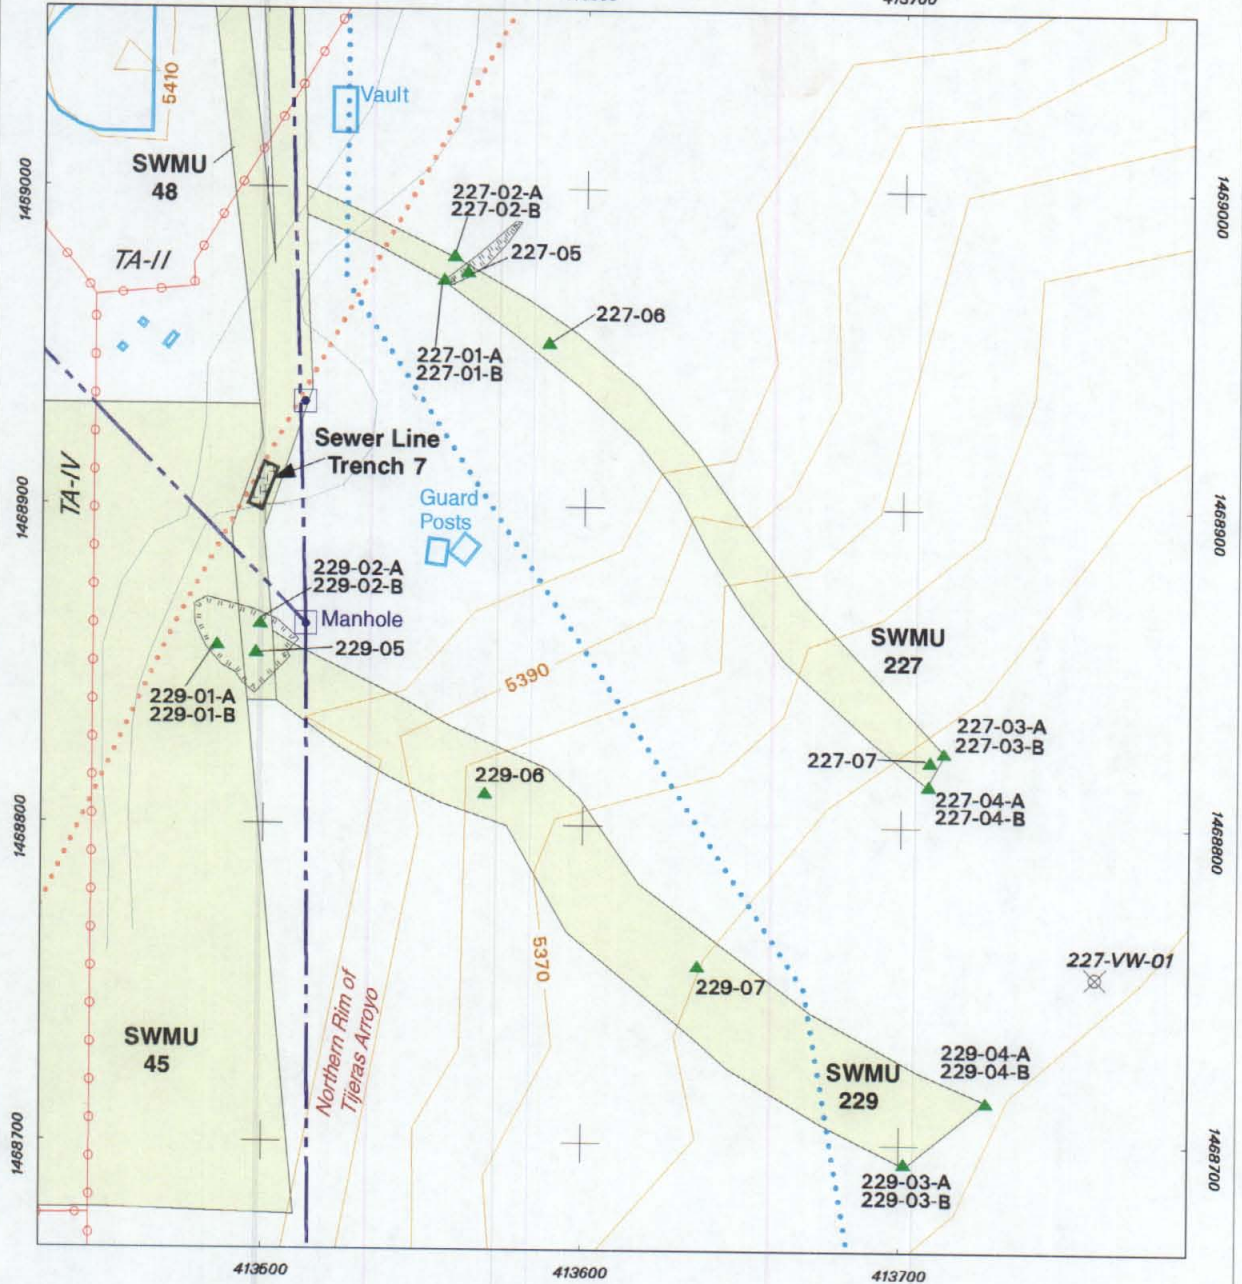 413700
5410
Vault
SWMU
48
1469000
1469000
227-02-A
227-02-B
227-05
TA-II
227-06
227-01-A
227-01-B
Sewer Line
Trench 7
TA-IV
1468900
1468900
Guard
Posts
229-02-A
229-02-B
Manhole
229-05
SWMU
227
5390
229-01-A
229-01-B
227-03-A
227-03-B
227-07
229-06
227-04-A
227-04-B
1468800
1468800
5370
227-VW-01
229-07
Northern Rim of
Tijeras Arroyo
SWMU
45
229-04-A
229-04-B
SWMU
229
1468700
1468700
229-03-A
229-03-B
413500
413600
413700